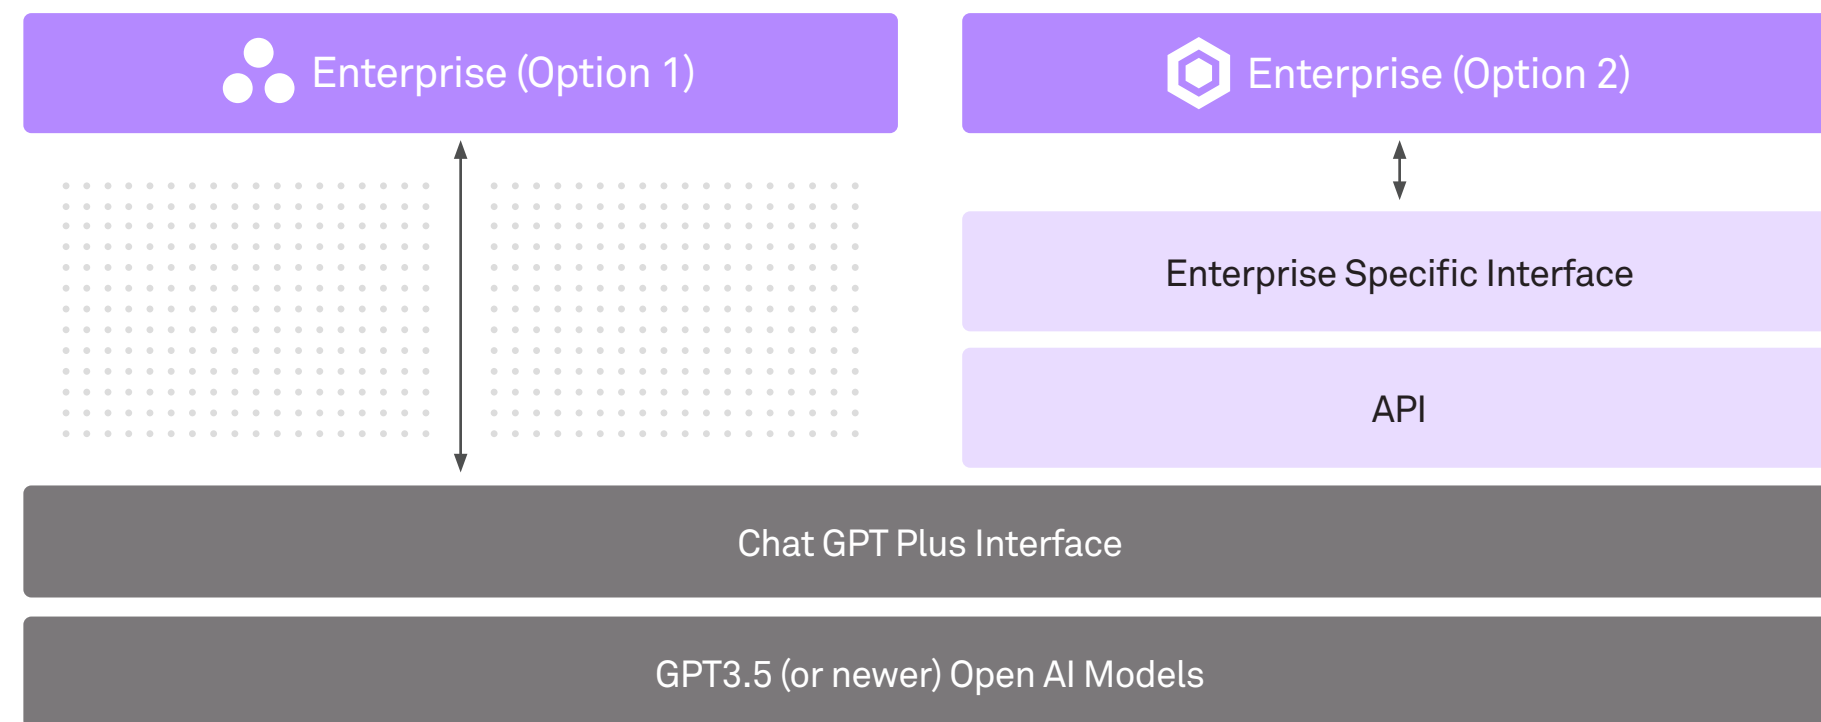 Enterprise (Option 1)
Enterprise (Option 2)
Enterprise Specific Interface
API
Chat GPT Plus Interface
GPT3.5 (or newer) Open AI Models